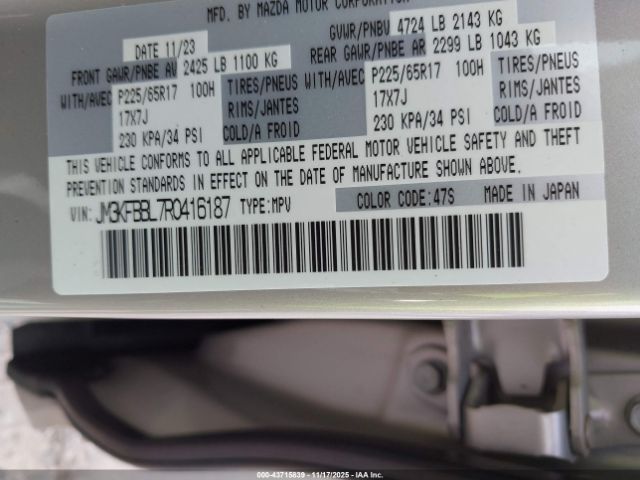 MFD. BY MAZDA MOTOR CORPORATION
DATE 11/23
GVWR/PNBV 4724 LB 2143 KG
FRONT GAWR/PNBE AV 2425 LB 1100 KG
REAR GAWR/PNBE AR 2299 LB 1043 KG
WITH/AVEC P225/65R17 100H TIRES/PNEUS
17X7J RIMS/JANTES
230 KPA/34 PSI COLD/A FROID
WITH/AVEC P225/65R17 100H TIRES/PNEUS
17X7J RIMS/JANTES
230 KPA/34 PSI COLD/A FROID
THIS VEHICLE CONFORMS TO ALL APPLICABLE FEDERAL MOTOR VEHICLE SAFETY AND THEFT
PREVENTION STANDARDS IN EFFECT ON THE DATE OF MANUFACTURE SHOWN ABOVE.
VIN: JM3KFBBL7R0416187 TYPE: MPV
COLOR CODE: 47S MADE IN JAPAN
000-43715839 - 11/17/2025 - IAA Inc.